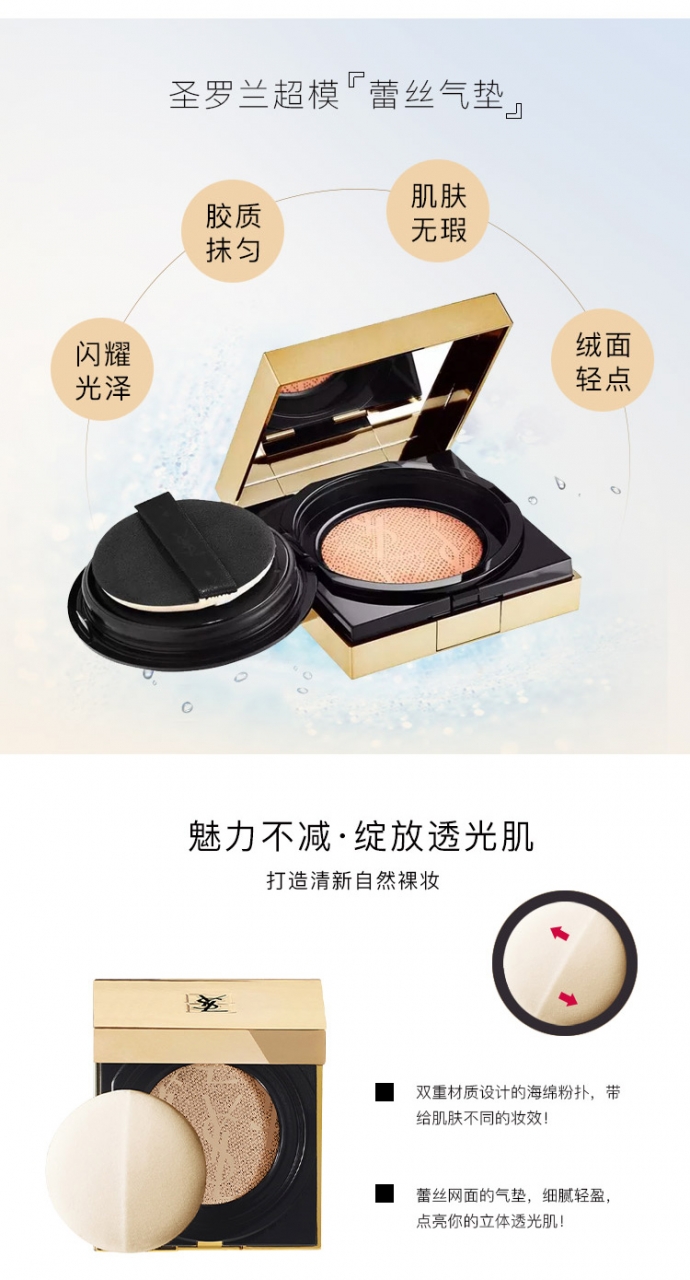 圣罗兰超模『蕾丝气垫』
肌肤
无瑕
胶质
抹匀
闪耀
光泽
绒面
轻点
魅力不减·绽放透光肌
打造清新自然裸妆
双重材质设计的海绵粉扑，带
给肌肤不同的妆效！
蕾丝网面的气垫，细腻轻盈，
点亮你的立体透光肌！